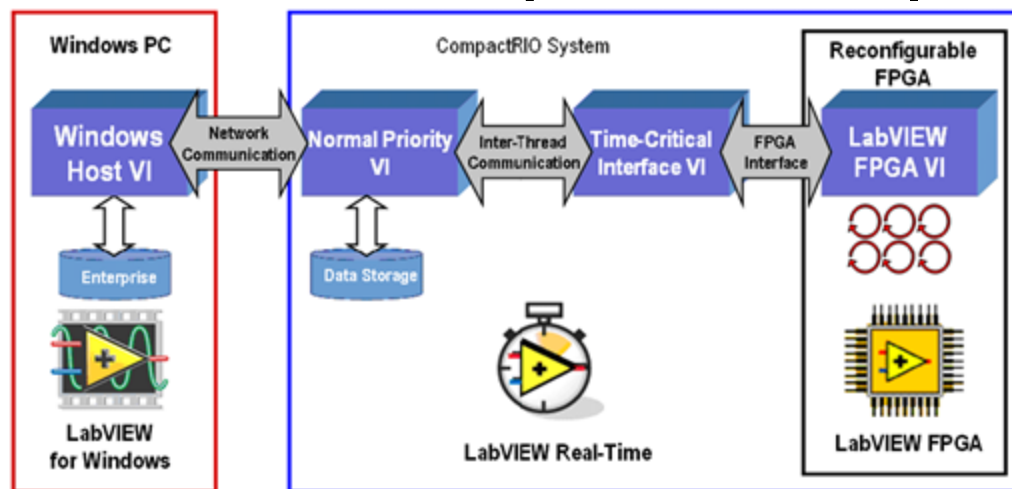 Windows PC
CompactRIO System
Reconfigurable
FPGA
Windows
Host VI
Network
Communication
Normal Priority
VI
Inter-Thread
Communication
Time-Critical
Interface VI
FPGA
Interface
LabVIEW
FPGA VI
Enterprise
Data Storage
LabVIEW
for Windows
LabVIEW Real-Time
LabVIEW FPGA